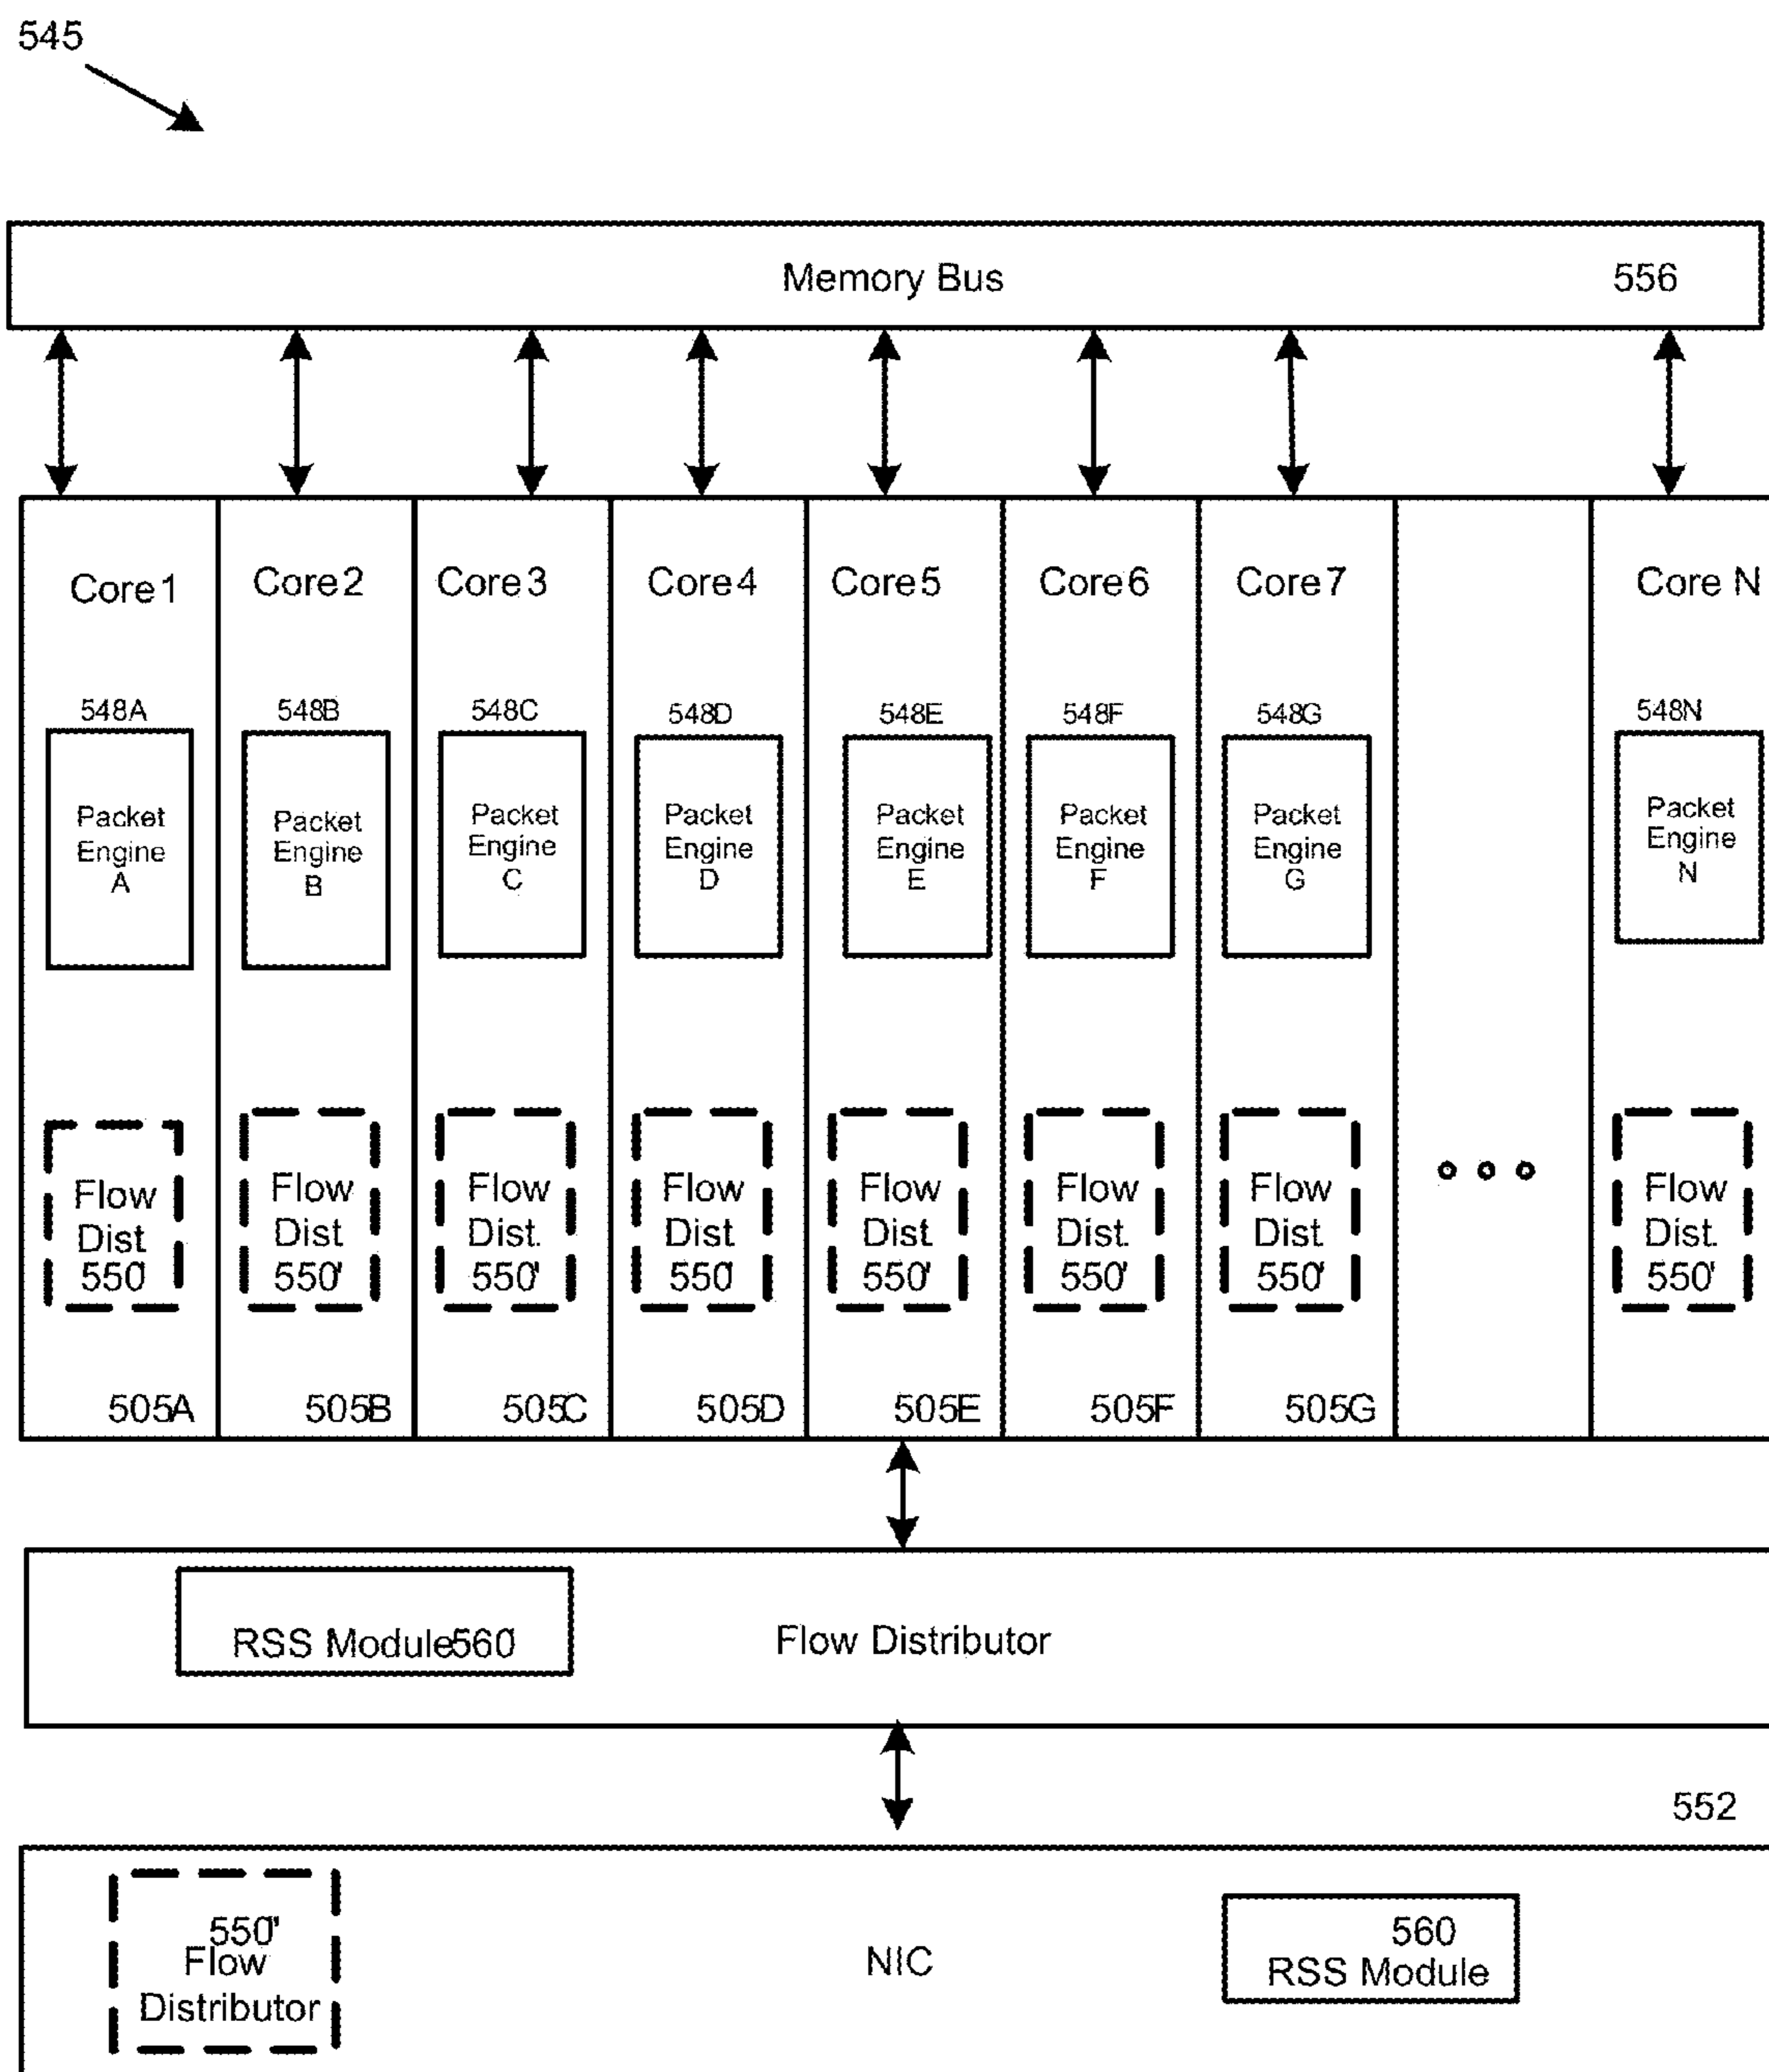 545
Memory Bus 556
Core 1 Core 2 Core 3 Core 4 Core 5 Core 6 Core 7 Core N
548A 548B 548C 548D 548E 548F 548G 548N
Packet
Engine
A
Packet
Engine
B
Packet
Engine
C
Packet
Engine
D
Packet
Engine
E
Packet
Engine
F
Packet
Engine
G
Packet
Engine
N
Flow
Dist
550'
Flow
Dist
550'
Flow
Dist.
550'
Flow
Dist
550'
Flow
Dist
550'
Flow
Dist.
550'
Flow
Dist.
550'
Flow
Dist.
550'
505A 505B 505C 505D 505E 505F 505G
RSS Module 560' Flow Distributor
552
550'
Flow
Distributor
NIC
560
RSS Module